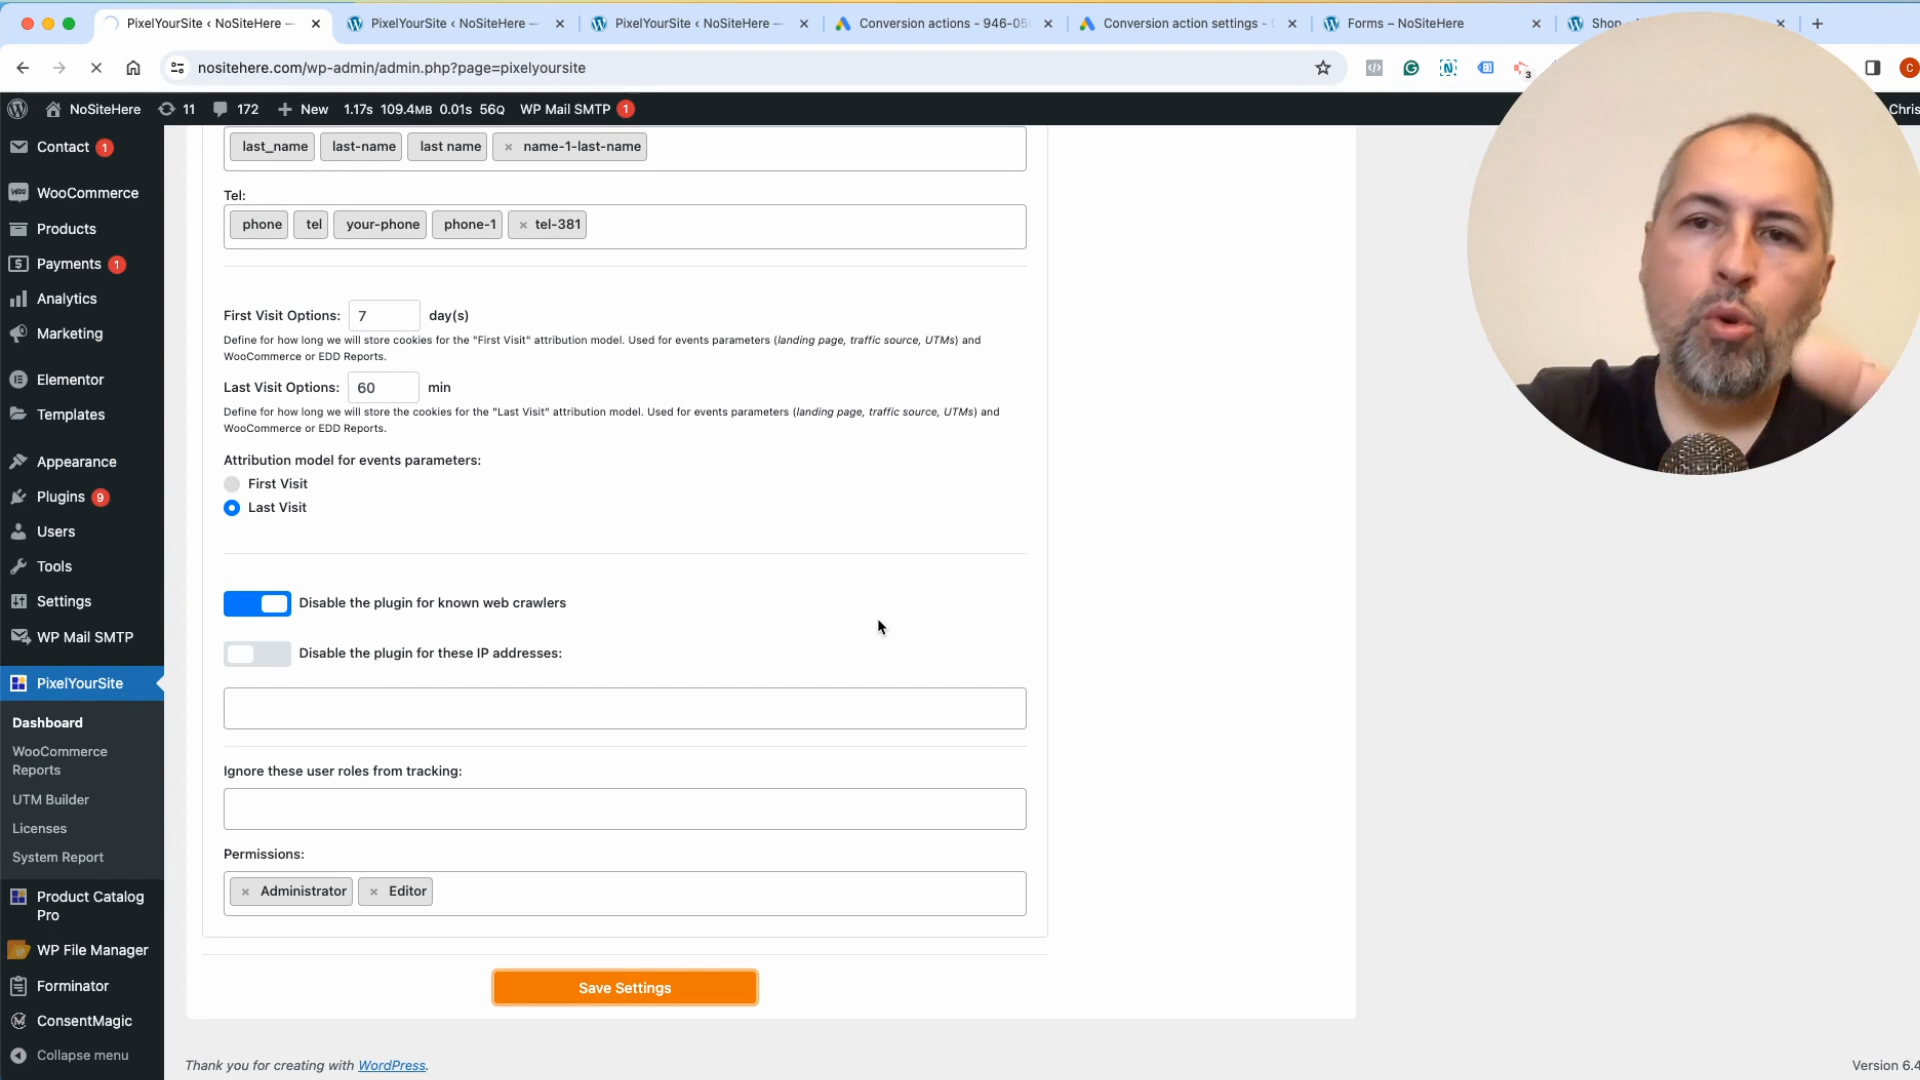 PixelYourSite ‹ NoSiteHere —
PixelYourSite ‹ NoSiteHere —
PixelYourSite ‹ NoSiteHere —
Conversion actions - 946-05
Conversion action settings -
Forms – NoSiteHere
Shop
nositehere.com/wp-admin/admin.php?page=pixelyoursite
3
C
NoSiteHere
11
172
New
1.17s 109.4MB 0.01s 56Q
WP Mail SMTP 1
Chris
Contact 1
WooCommerce
Products
Payments 1
Analytics
Marketing
Elementor
Templates
Appearance
Plugins 9
Users
Tools
Settings
WP Mail SMTP
PixelYourSite
Dashboard
WooCommerce
Reports
UTM Builder
Licenses
System Report
Product Catalog
Pro
WP File Manager
Forminator
ConsentMagic
Collapse menu
last_name last-name last name × name-1-last-name
Tel:
phone tel your-phone phone-1 × tel-381
First Visit Options: 7 day(s)
Define for how long we will store cookies for the "First Visit" attribution model. Used for events parameters (landing page, traffic source, UTMs) and
WooCommerce or EDD Reports.
Last Visit Options: 60 min
Define for how long we will store the cookies for the "Last Visit" attribution model. Used for events parameters (landing page, traffic source, UTMs) and
WooCommerce or EDD Reports.
Attribution model for events parameters:
First Visit
Last Visit
Disable the plugin for known web crawlers
Disable the plugin for these IP addresses:
Ignore these user roles from tracking:
Permissions:
× Administrator × Editor
Save Settings
Thank you for creating with WordPress.
Version 6.4